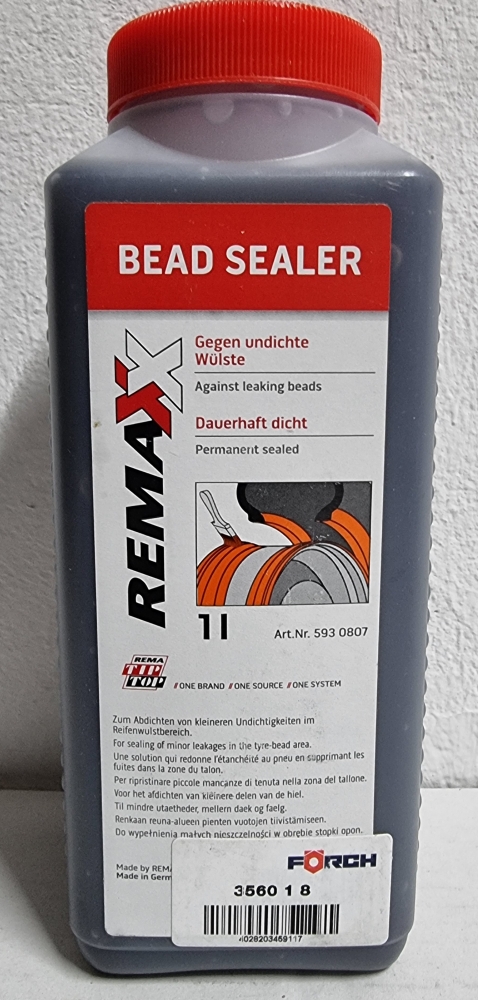 BEAD SEALER
REMAXX
Gegen undichte
Wülste
Against leaking beads
Dauerhaft dicht
Permanent sealed
1 l
Art.Nr. 593 0807
REMA
TIP
TOP
// ONE BRAND // ONE SOURCE // ONE SYSTEM
Zum Abdichten von kleineren Undichtigkeiten im
Reifenwulstbereich.
For sealing of minor leakages in the tyre-bead area.
Une solution qui redonne l'étanchéité au pneu en supprimant les
fuites dans la zone du talon.
Per ripristinare piccole mancanze di tenuta nella zona del tallone.
Voor het afdichten van kleinere delen van de hiel.
Til mindre utaetheder, mellem daek og faelg.
Renkaan reuna-alueen pienten vuotojen tiivistämiseen.
Do wypełnienia małych nieszczelności w obrębie stopki opon.
Made by REMA
Made in Germ
FÖRCH
3560 1 8
4028203459117